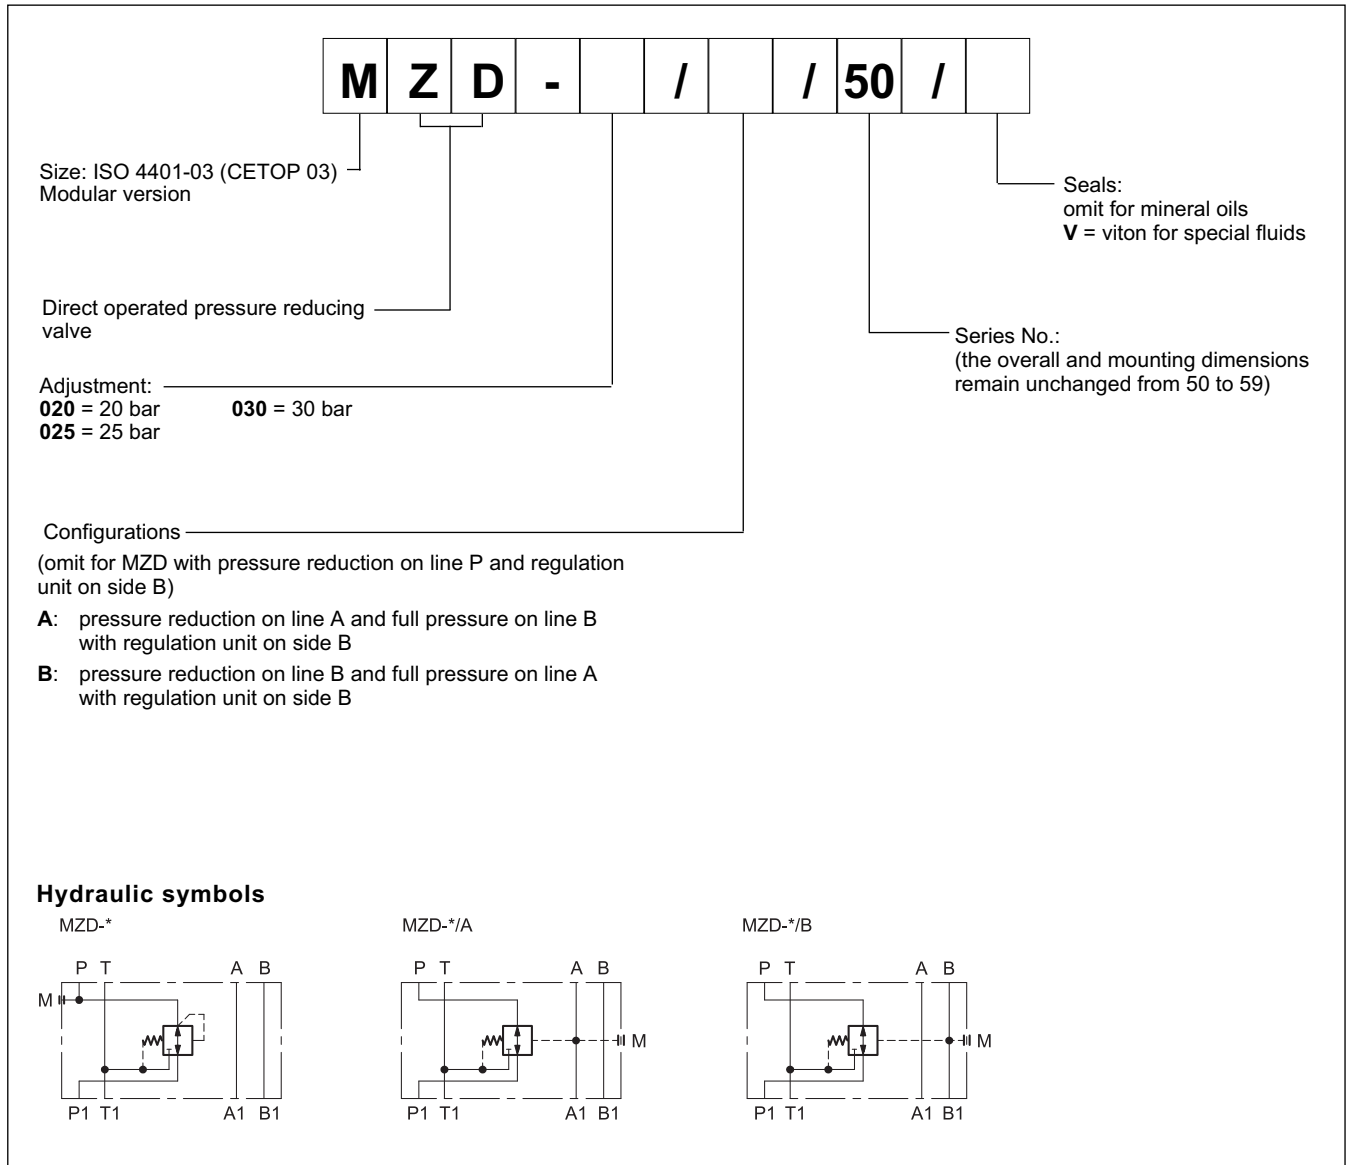 M Z D - / / 50 /
Size: ISO 4401-03 (CETOP 03)
Modular version
Seals:
omit for mineral oils
V = viton for special fluids
Direct operated pressure reducing
valve
Series No.:
(the overall and mounting dimensions
remain unchanged from 50 to 59)
Adjustment:
020 = 20 bar 030 = 30 bar
025 = 25 bar
Configurations
(omit for MZD with pressure reduction on line P and regulation
unit on side B)
A: pressure reduction on line A and full pressure on line B
with regulation unit on side B
B: pressure reduction on line B and full pressure on line A
with regulation unit on side B
Hydraulic symbols
MZD-* MZD-*/A MZD-*/B
P T A B P T A B P T A B
M
M M
P1 T1 A1 B1 P1 T1 A1 B1 P1 T1 A1 B1